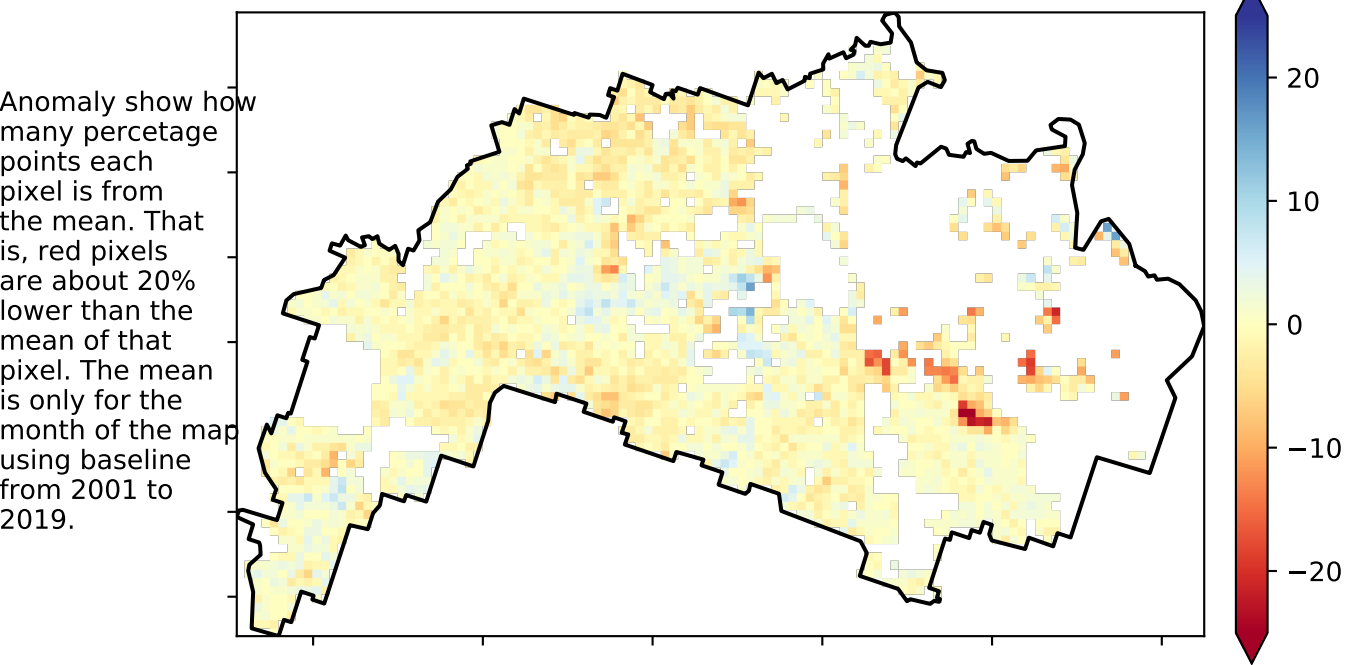 Anomaly show how
many percetage
points each
pixel is from
the mean. That
is, red pixels
are about 20%
lower than the
mean of that
pixel. The mean
is only for the
month of the map
using baseline
from 2001 to
2019.
20
10
0
−10
−20